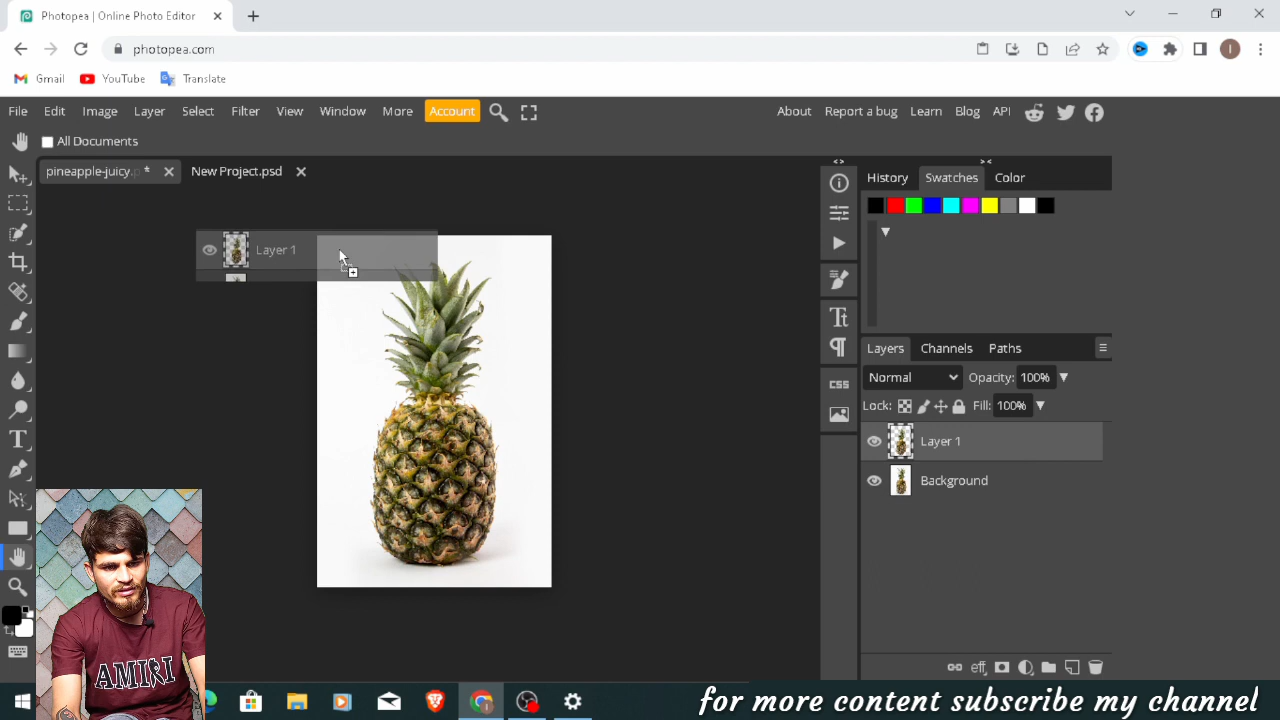 Photopea | Online Photo Editor
photopea.com
Gmail YouTube Translate
File Edit Image Layer Select Filter View Window More Account About Report a bug Learn Blog API
All Documents
pineapple-juicy.p * New Project.psd
History Swatches Color
Layer 1
Layers Channels Paths
Normal Opacity: 100%
Lock: Fill: 100%
Layer 1
Background
CSS
AMIRI
eff
for more content subscribe my channel